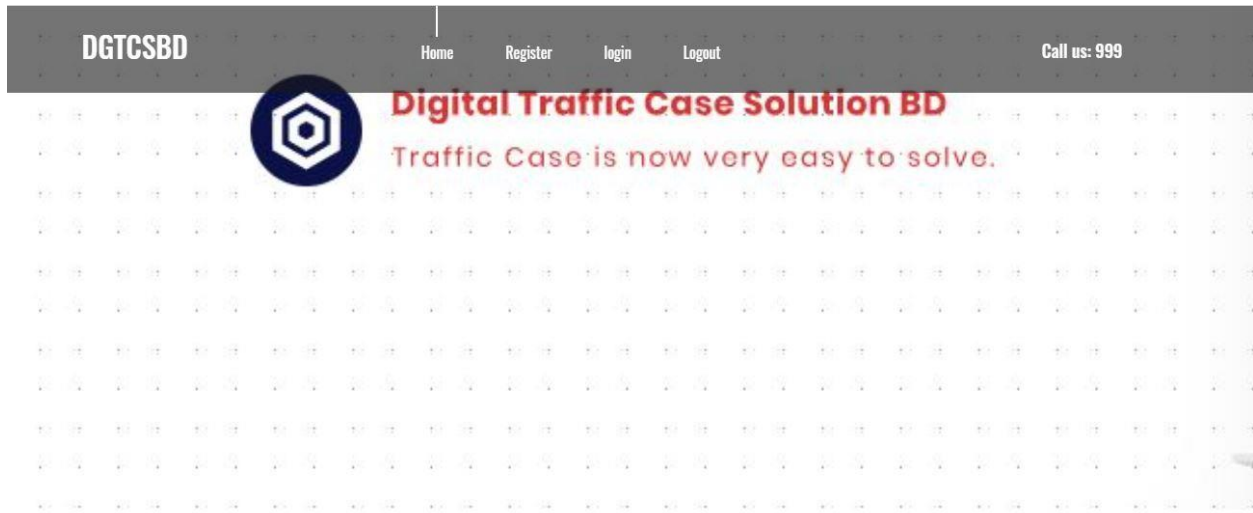 DGTCSBD
Home Register login Logout
Call us: 999
Digital Traffic Case Solution BD
Traffic Case is now very easy to solve.